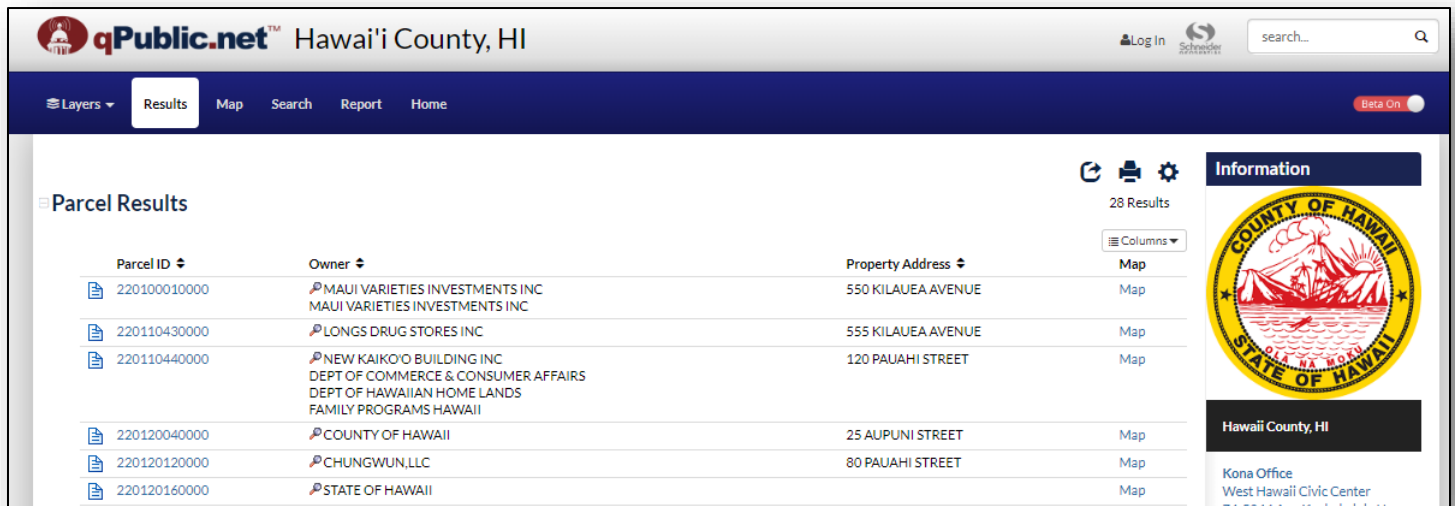 qPublic.net™ Hawai'i County, HI
Log In
Schneider
search...
Layers
Results
Map
Search
Report
Home
Beta On
Parcel Results
28 Results
Columns
Parcel ID Owner Property Address Map
220100010000 MAUI VARIETIES INVESTMENTS INC 550 KILAUEA AVENUE Map
MAUI VARIETIES INVESTMENTS INC
220110430000 LONGS DRUG STORES INC 555 KILAUEA AVENUE Map
220110440000 NEW KAIKO'O BUILDING INC 120 PAUAHI STREET Map
DEPT OF COMMERCE & CONSUMER AFFAIRS
DEPT OF HAWAIIAN HOME LANDS
FAMILY PROGRAMS HAWAII
220120040000 COUNTY OF HAWAII 25 AUPUNI STREET Map
220120120000 CHUNGWUN,LLC 80 PAUAHI STREET Map
220120160000 STATE OF HAWAII Map
Information
COUNTY OF HAWAII
OLA NA MOKU
STATE OF HAWAII
Hawaii County, HI
Kona Office
West Hawaii Civic Center